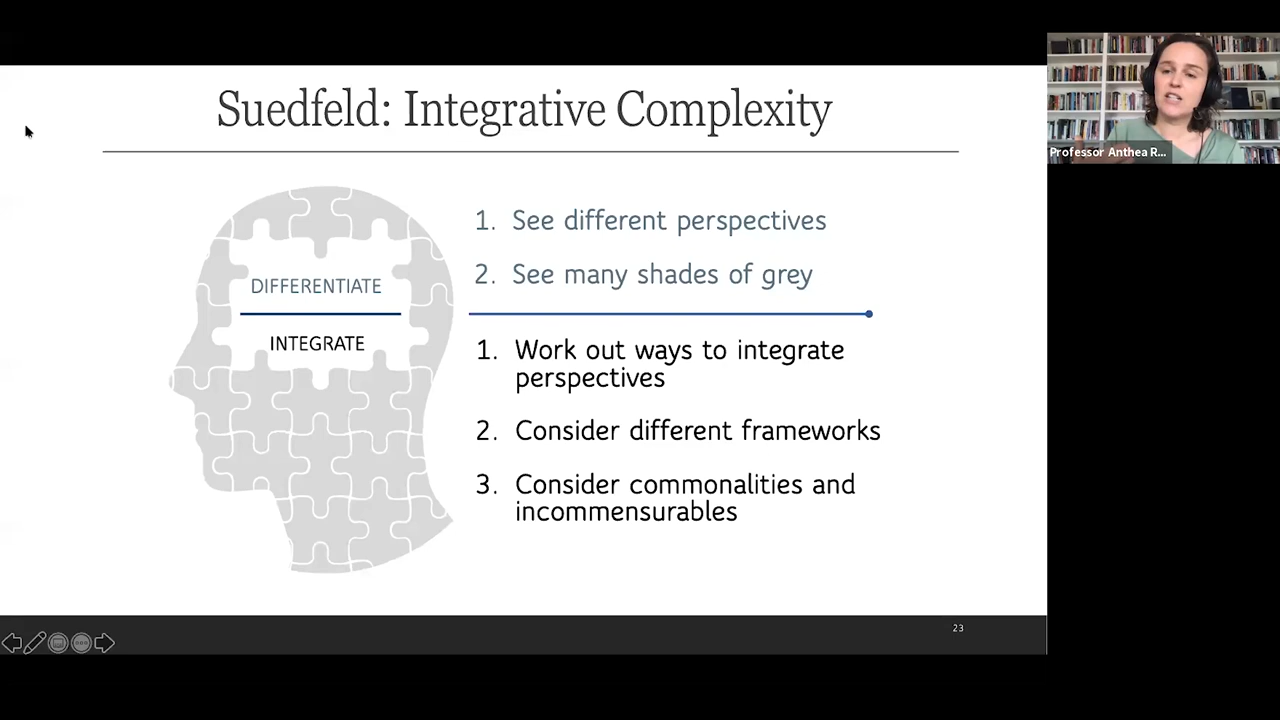 Suedfeld: Integrative Complexity
Professor Anthea R...
DIFFERENTIATE
INTEGRATE
1. See different perspectives
2. See many shades of grey
1. Work out ways to integrate
perspectives
2. Consider different frameworks
3. Consider commonalities and
incommensurables
23